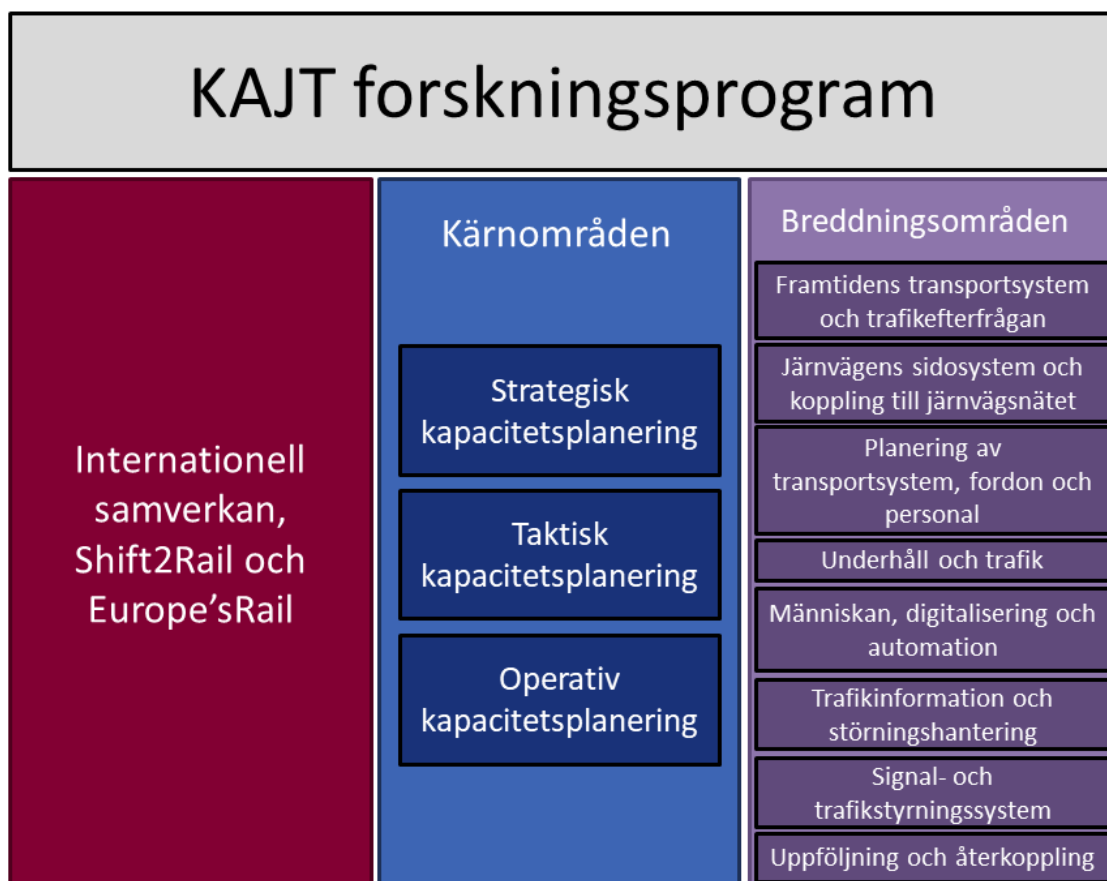 KAJT forskningsprogram
Internationell
samverkan,
Shift2Rail och
Europe’sRail
Kärnområden
Strategisk
kapacitetsplanering
Taktisk
kapacitetsplanering
Operativ
kapacitetsplanering
Breddningsområden
Framtidens transportsystem
och trafikefterfrågan
Järnvägens sidosystem och
koppling till järnvägsnätet
Planering av
transportsystem, fordon och
personal
Underhåll och trafik
Människan, digitalisering och
automation
Trafikinformation och
störningshantering
Signal- och
trafikstyrningssystem
Uppföljning och återkoppling